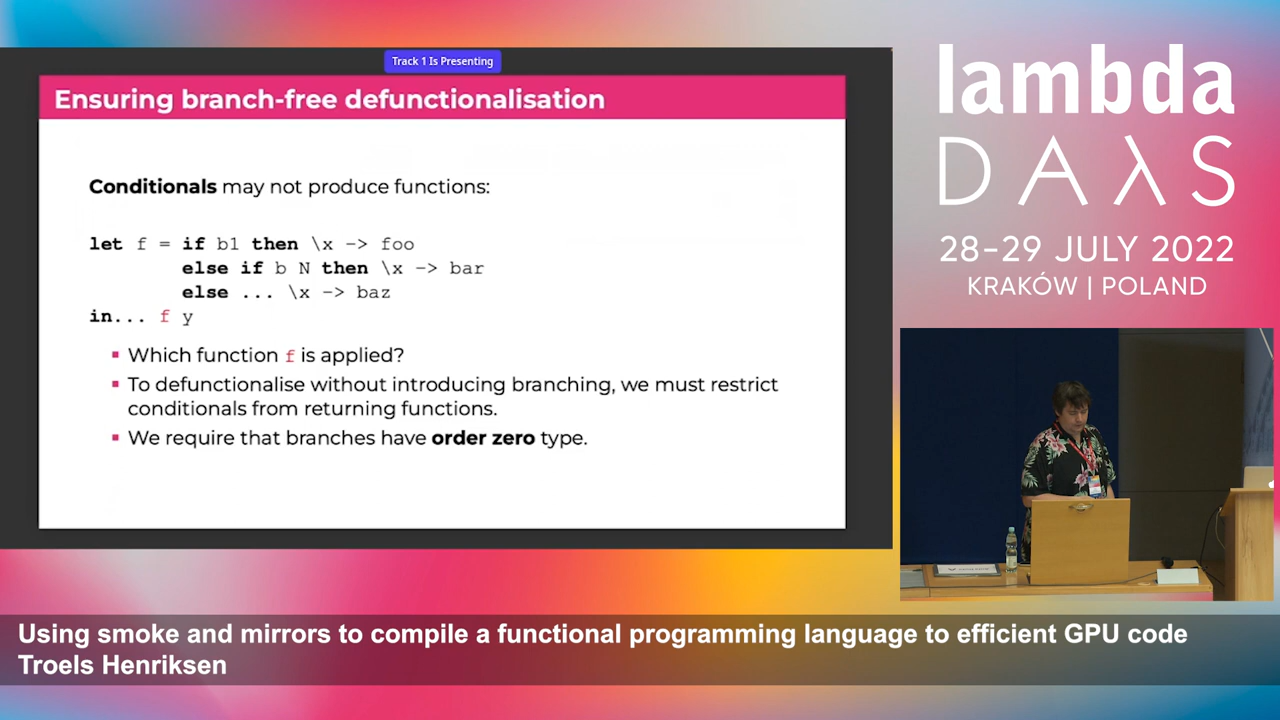 Track 1 Is Presenting
Ensuring branch-free defunctionalisation
Conditionals may not produce functions:
let f = if b1 then \x -> foo
else if b N then \x -> bar
else ... \x -> baz
in... f y
▪ Which function f is applied?
▪ To defunctionalise without introducing branching, we must restrict
conditionals from returning functions.
▪ We require that branches have order zero type.
lambda
DAλS
28–29 JULY 2022
KRAKÓW | POLAND
Using smoke and mirrors to compile a functional programming language to efficient GPU code
Troels Henriksen